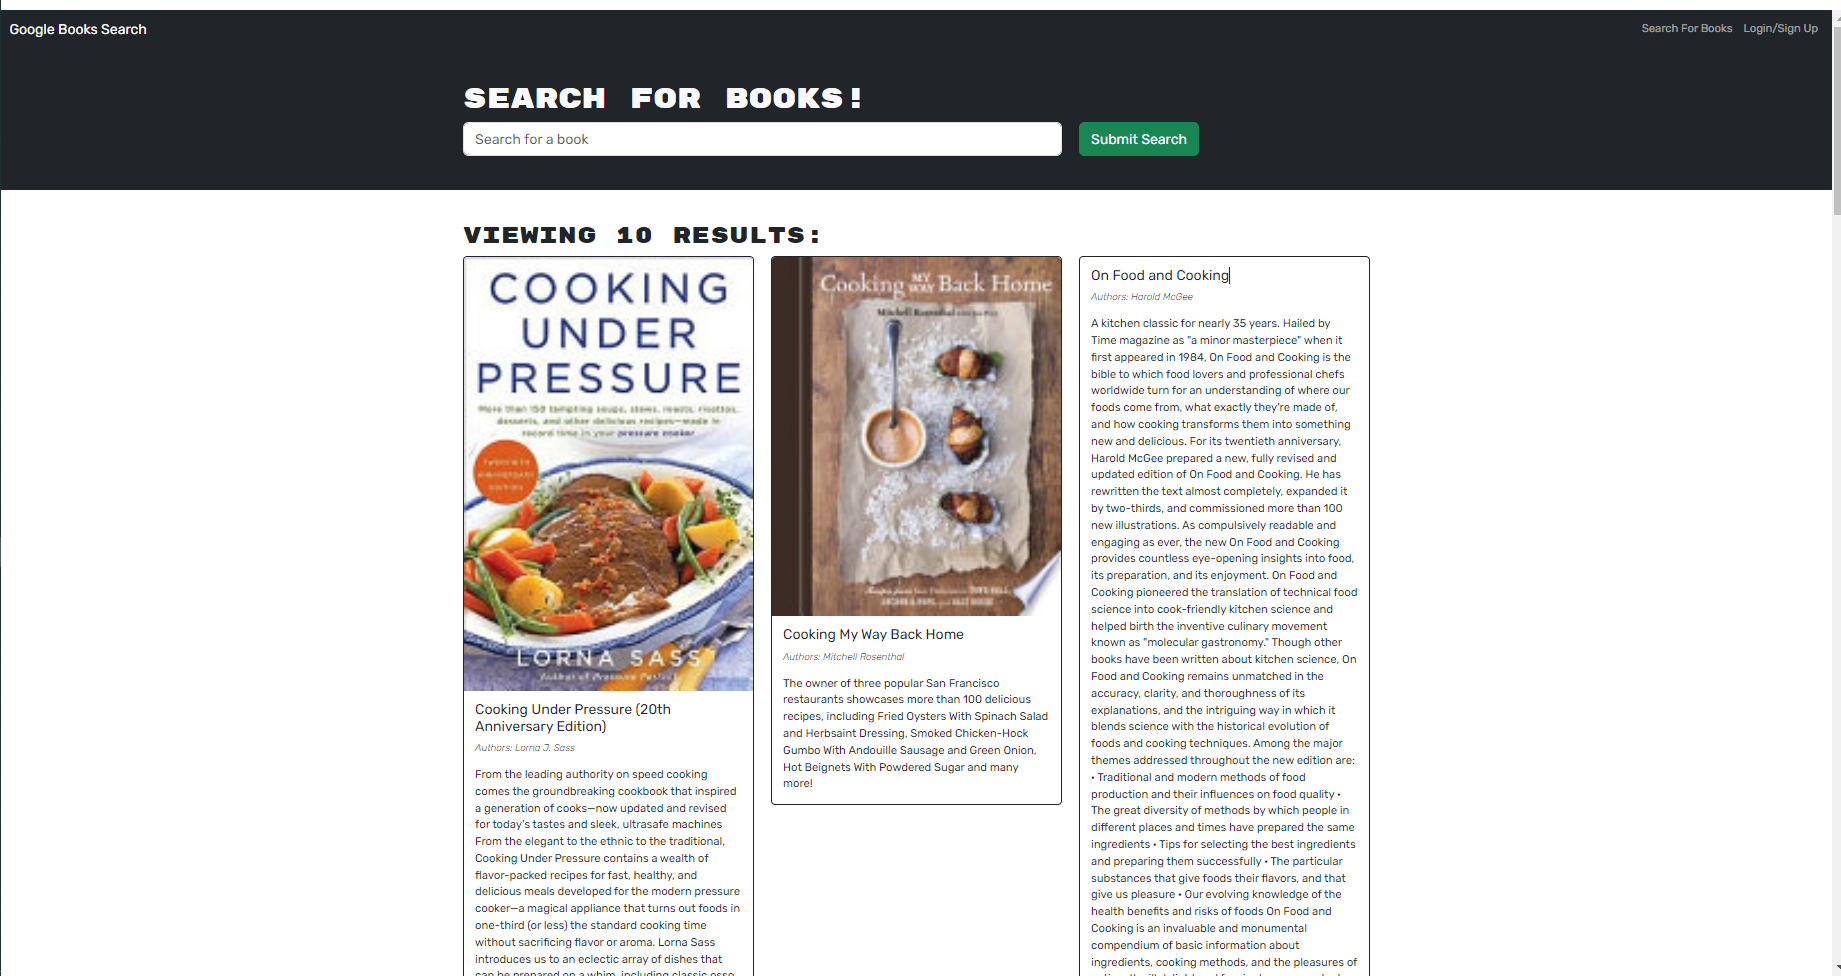 Google Books Search
Search For Books
Login/Sign Up
SEARCH FOR BOOKS!
Search for a book
Submit Search
VIEWING 10 RESULTS:
COOKING
UNDER
PRESSURE
More than 150 tempting soups, stews, roasts, risottos,
desserts, and other delicious recipes—made in
record time in your pressure cooker
LORNA SASS
Author of Pressure Perfect
Cooking Under Pressure (20th
Anniversary Edition)
Authors: Lorna J. Sass
From the leading authority on speed cooking
comes the groundbreaking cookbook that inspired
a generation of cooks—now updated and revised
for today's tastes and sleek, ultrasafe machines
From the elegant to the ethnic to the traditional,
Cooking Under Pressure contains a wealth of
flavor-packed recipes for fast, healthy, and
delicious meals developed for the modern pressure
cooker—a magical appliance that turns out foods in
one-third (or less) the standard cooking time
without sacrificing flavor or aroma. Lorna Sass
introduces us to an eclectic array of dishes that
can be prepared on a whim, including classic osso
Cooking MY WAY Back Home
Mitchell Rosenthal
Cooking My Way Back Home
Authors: Mitchell Rosenthal
The owner of three popular San Francisco
restaurants showcases more than 100 delicious
recipes, including Fried Oysters With Spinach Salad
and Herbsaint Dressing, Smoked Chicken-Hock
Gumbo With Andouille Sausage and Green Onion,
Hot Beignets With Powdered Sugar and many
more!
On Food and Cooking
Authors: Harold McGee
A kitchen classic for nearly 35 years. Hailed by
Time magazine as "a minor masterpiece" when it
first appeared in 1984, On Food and Cooking is the
bible to which food lovers and professional chefs
worldwide turn for an understanding of where our
foods come from, what exactly they're made of,
and how cooking transforms them into something
new and delicious. For its twentieth anniversary,
Harold McGee prepared a new, fully revised and
updated edition of On Food and Cooking. He has
rewritten the text almost completely, expanded it
by two-thirds, and commissioned more than 100
new illustrations. As compulsively readable and
engaging as ever, the new On Food and Cooking
provides countless eye-opening insights into food,
its preparation, and its enjoyment. On Food and
Cooking pioneered the translation of technical food
science into cook-friendly kitchen science and
helped birth the inventive culinary movement
known as "molecular gastronomy." Though other
books have been written about kitchen science, On
Food and Cooking remains unmatched in the
accuracy, clarity, and thoroughness of its
explanations, and the intriguing way in which it
blends science with the historical evolution of
foods and cooking techniques. Among the major
themes addressed throughout the new edition are:
• Traditional and modern methods of food
production and their influences on food quality •
The great diversity of methods by which people in
different places and times have prepared the same
ingredients • Tips for selecting the best ingredients
and preparing them successfully • The particular
substances that give foods their flavors, and that
give us pleasure • Our evolving knowledge of the
health benefits and risks of foods On Food and
Cooking is an invaluable and monumental
compendium of basic information about
ingredients, cooking methods, and the pleasures of